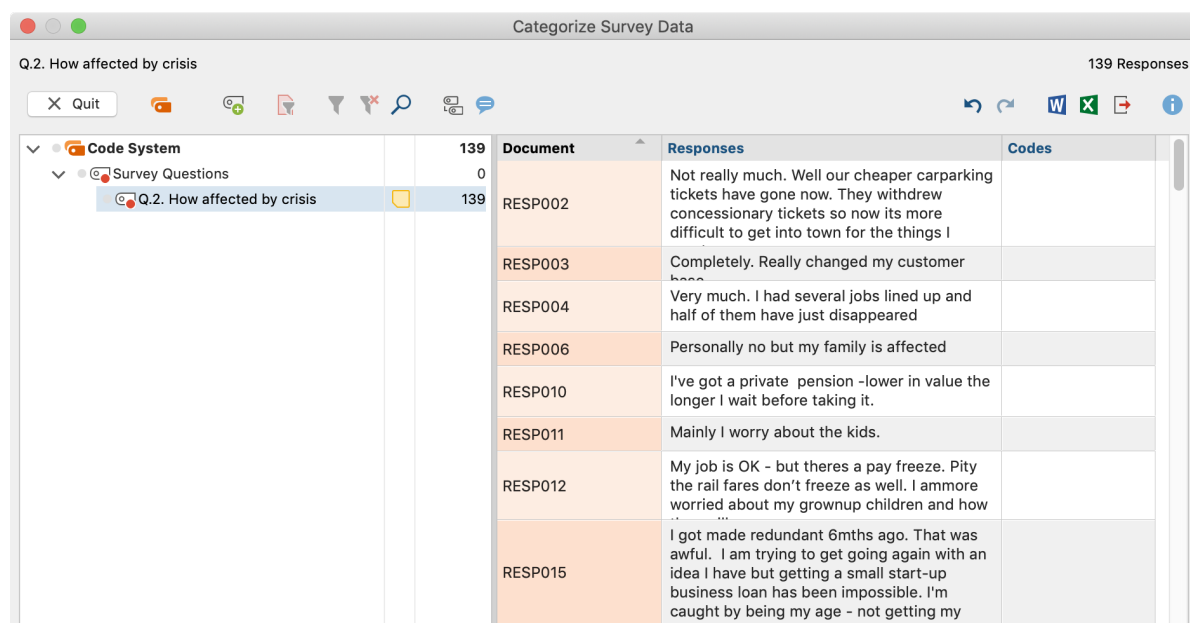 Categorize Survey Data
Q.2. How affected by crisis
139 Responses
Quit
Code System 139
Survey Questions 0
Q.2. How affected by crisis 139
Document Responses Codes
RESP002
Not really much. Well our cheaper carparking
tickets have gone now. They withdrew
concessionary tickets so now its more
difficult to get into town for the things I
RESP003
Completely. Really changed my customer
RESP004
Very much. I had several jobs lined up and
half of them have just disappeared
RESP006
Personally no but my family is affected
RESP010
I've got a private  pension -lower in value the
longer I wait before taking it.
RESP011
Mainly I worry about the kids.
RESP012
My job is OK - but theres a pay freeze. Pity
the rail fares don’t freeze as well. I ammore
worried about my grownup children and how
RESP015
I got made redundant 6mths ago. That was
awful.  I am trying to get going again with an
idea I have but getting a small start-up
business loan has been impossible. I'm
caught by being my age - not getting my